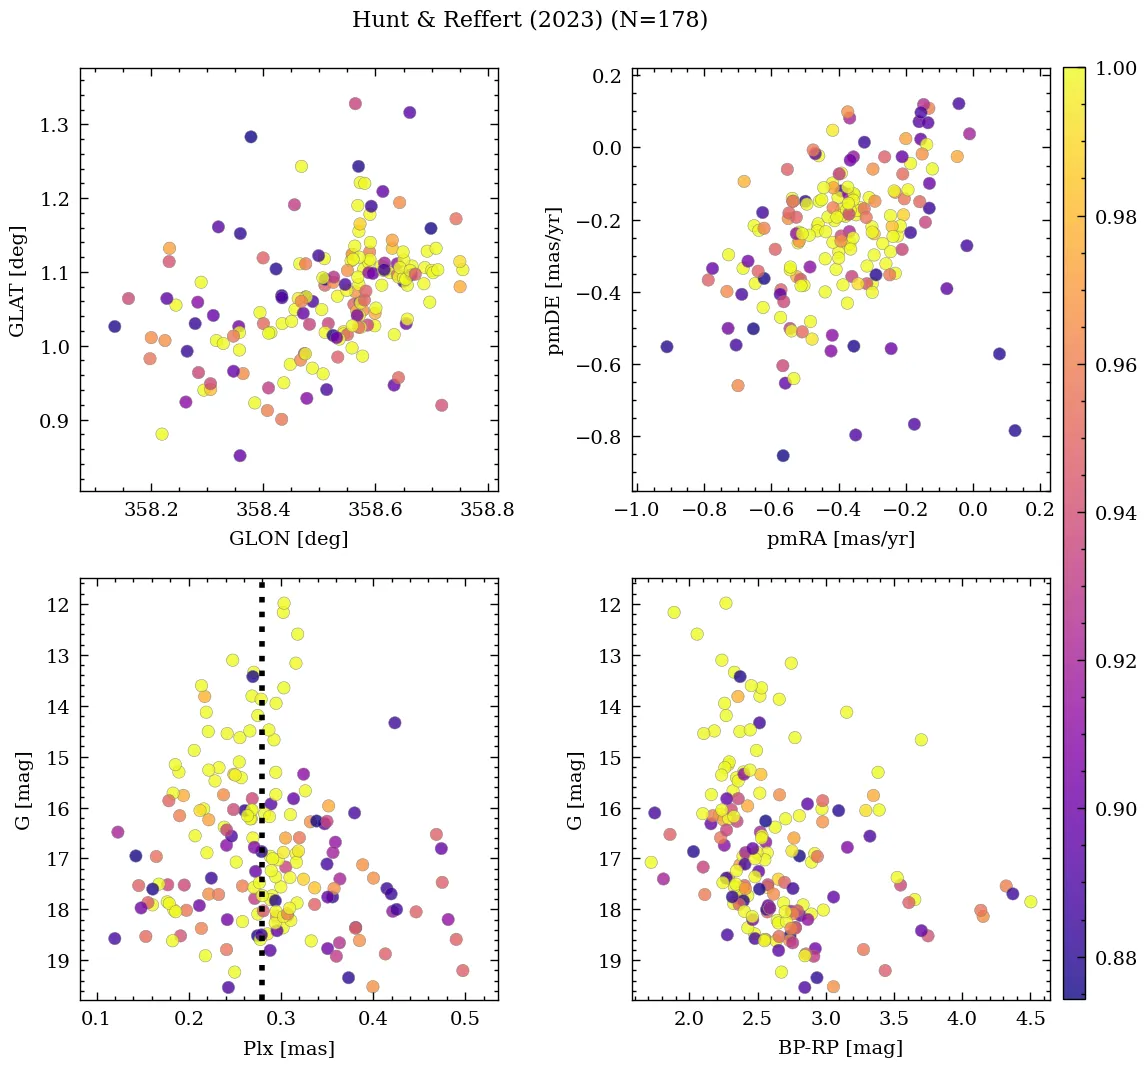 Hunt & Reffert (2023) (N=178)
1.3
1.2
1.1
1.0
0.9
GLAT [deg]
358.2 358.4 358.6 358.8
GLON [deg]
0.2
0.0
−0.2
−0.4
−0.6
−0.8
pmDE [mas/yr]
−1.0 −0.8 −0.6 −0.4 −0.2 0.0 0.2
pmRA [mas/yr]
12
13
14
15
16
17
18
19
G [mag]
0.1 0.2 0.3 0.4 0.5
Plx [mas]
12
13
14
15
16
17
18
19
G [mag]
2.0 2.5 3.0 3.5 4.0 4.5
BP-RP [mag]
1.00
0.98
0.96
0.94
0.92
0.90
0.88